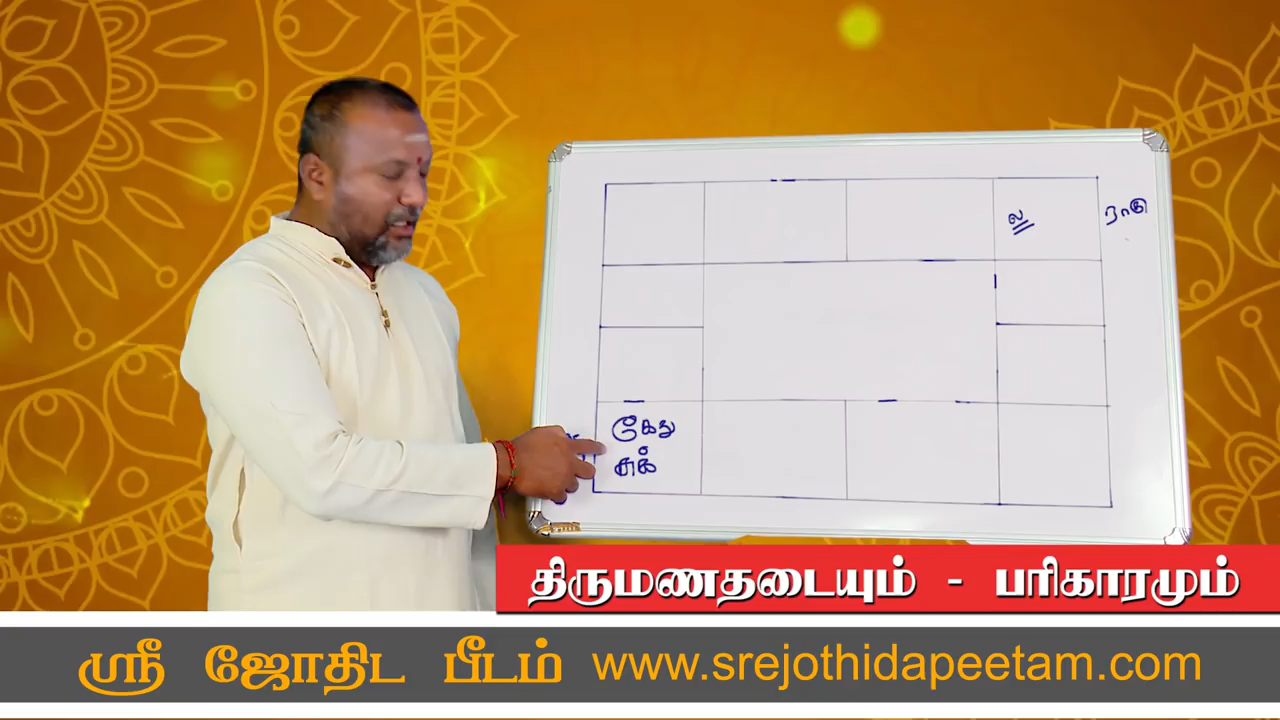 ல
ராகு
கேது
சுக்
திருமணதடையும் - பரிகாரமும்
ஸ்ரீ ஜோதிட பீடம் www.srejothidapeetam.com